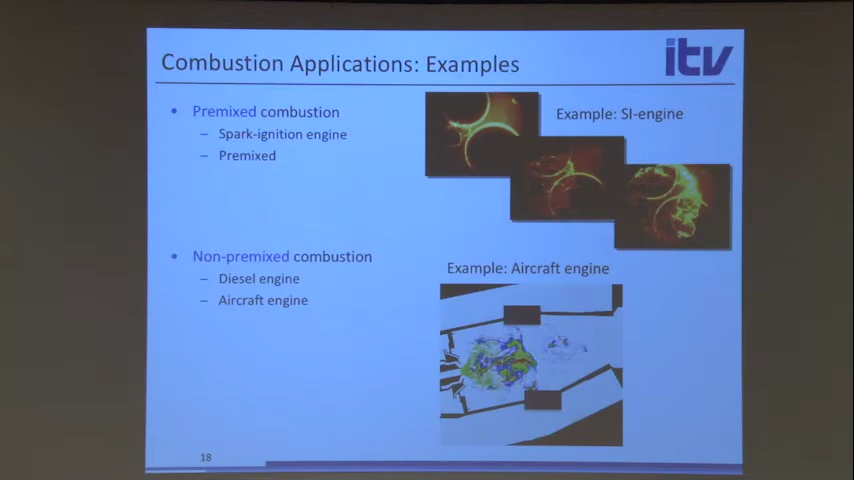 Combustion Applications: Examples
itv
• Premixed combustion
– Spark-ignition engine
– Premixed
Example: SI-engine
• Non-premixed combustion
– Diesel engine
– Aircraft engine
Example: Aircraft engine
18